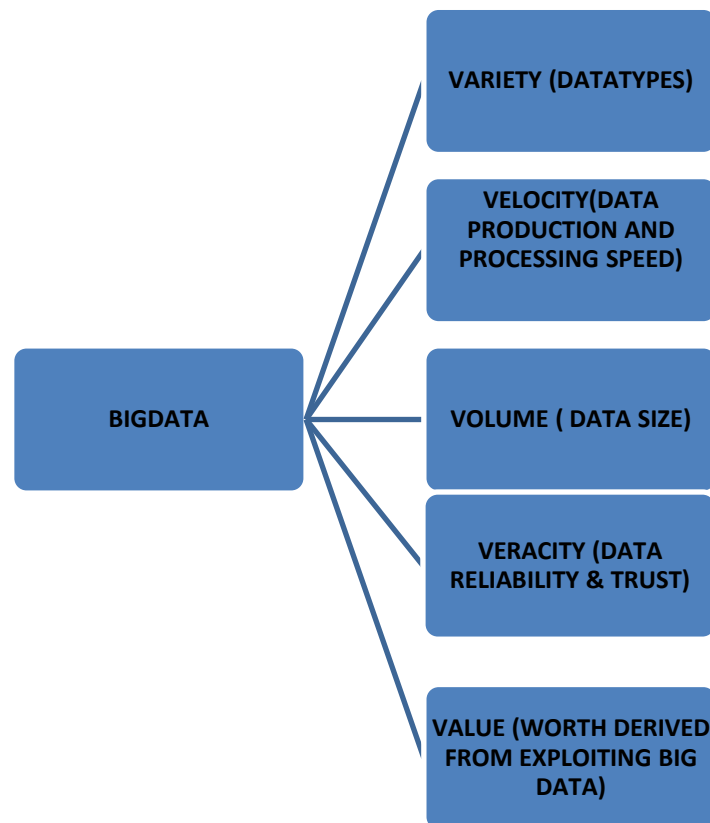 VARIETY (DATATYPES)
VELOCITY(DATA
PRODUCTION AND
PROCESSING SPEED)
BIGDATA
VOLUME ( DATA SIZE)
VERACITY (DATA
RELIABILITY & TRUST)
VALUE (WORTH DERIVED
FROM EXPLOITING BIG
DATA)